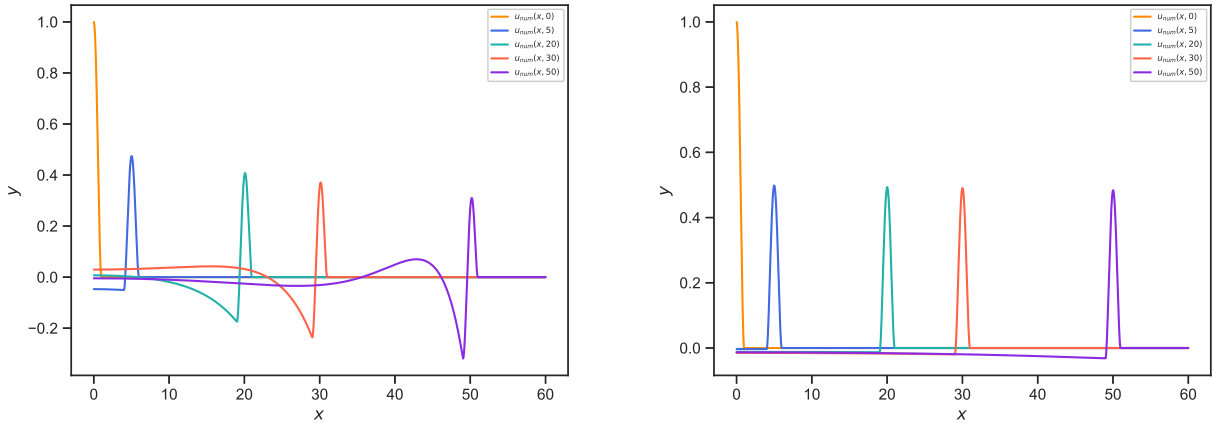 1.0
0.8
0.6
0.4
0.2
0.0
−0.2
y
0 10 20 30 40 50 60
x
u_num(x, 0)
u_num(x, 5)
u_num(x, 20)
u_num(x, 30)
u_num(x, 50)
1.0
0.8
0.6
0.4
0.2
0.0
y
0 10 20 30 40 50 60
x
u_num(x, 0)
u_num(x, 5)
u_num(x, 20)
u_num(x, 30)
u_num(x, 50)